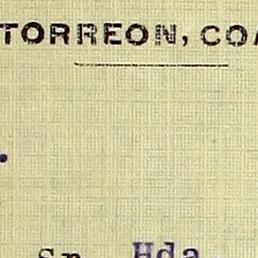 TORREON, COA
.
Sr. Hda